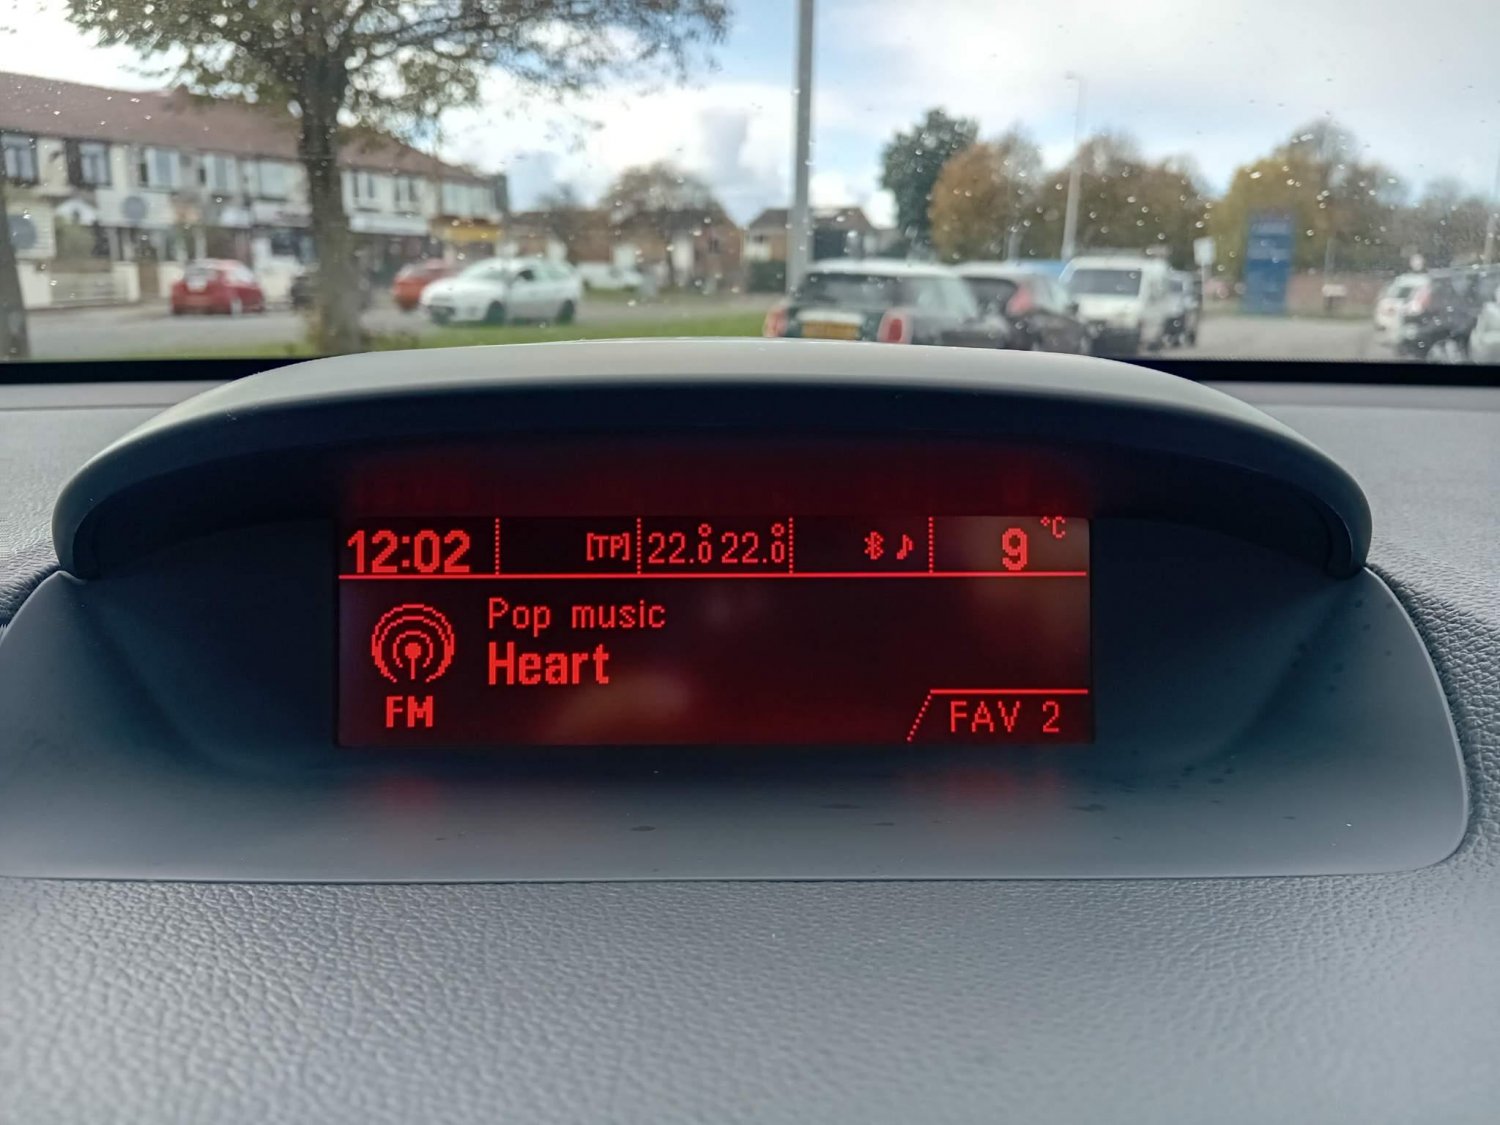 12:02 [TP] 22.0° 22.0° 9 °C
Pop music
Heart
FM
FAV 2